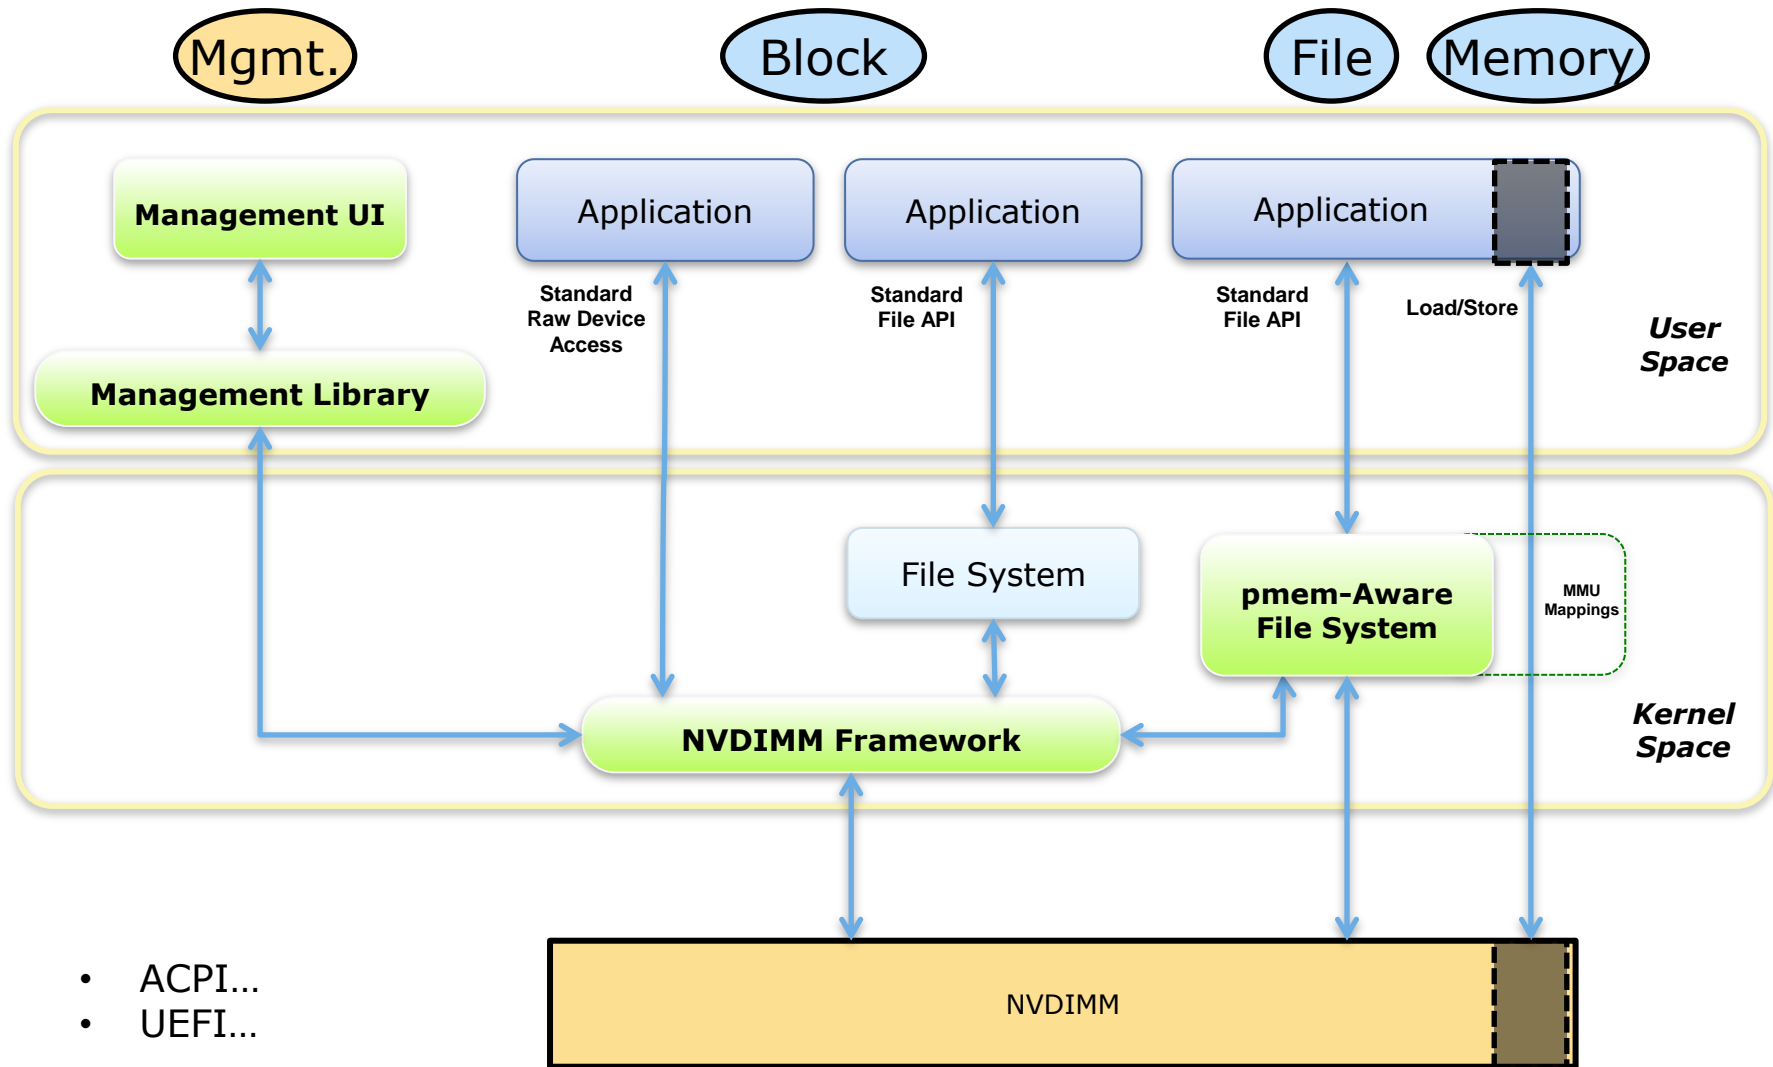 Mgmt.
Block
File
Memory
Management UI
Application
Application
Application
Standard
Raw Device
Access
Standard
File API
Standard
File API
Load/Store
User
Space
Management Library
File System
pmem-Aware
File System
MMU
Mappings
NVDIMM Framework
Kernel
Space
• ACPI...
• UEFI...
NVDIMM